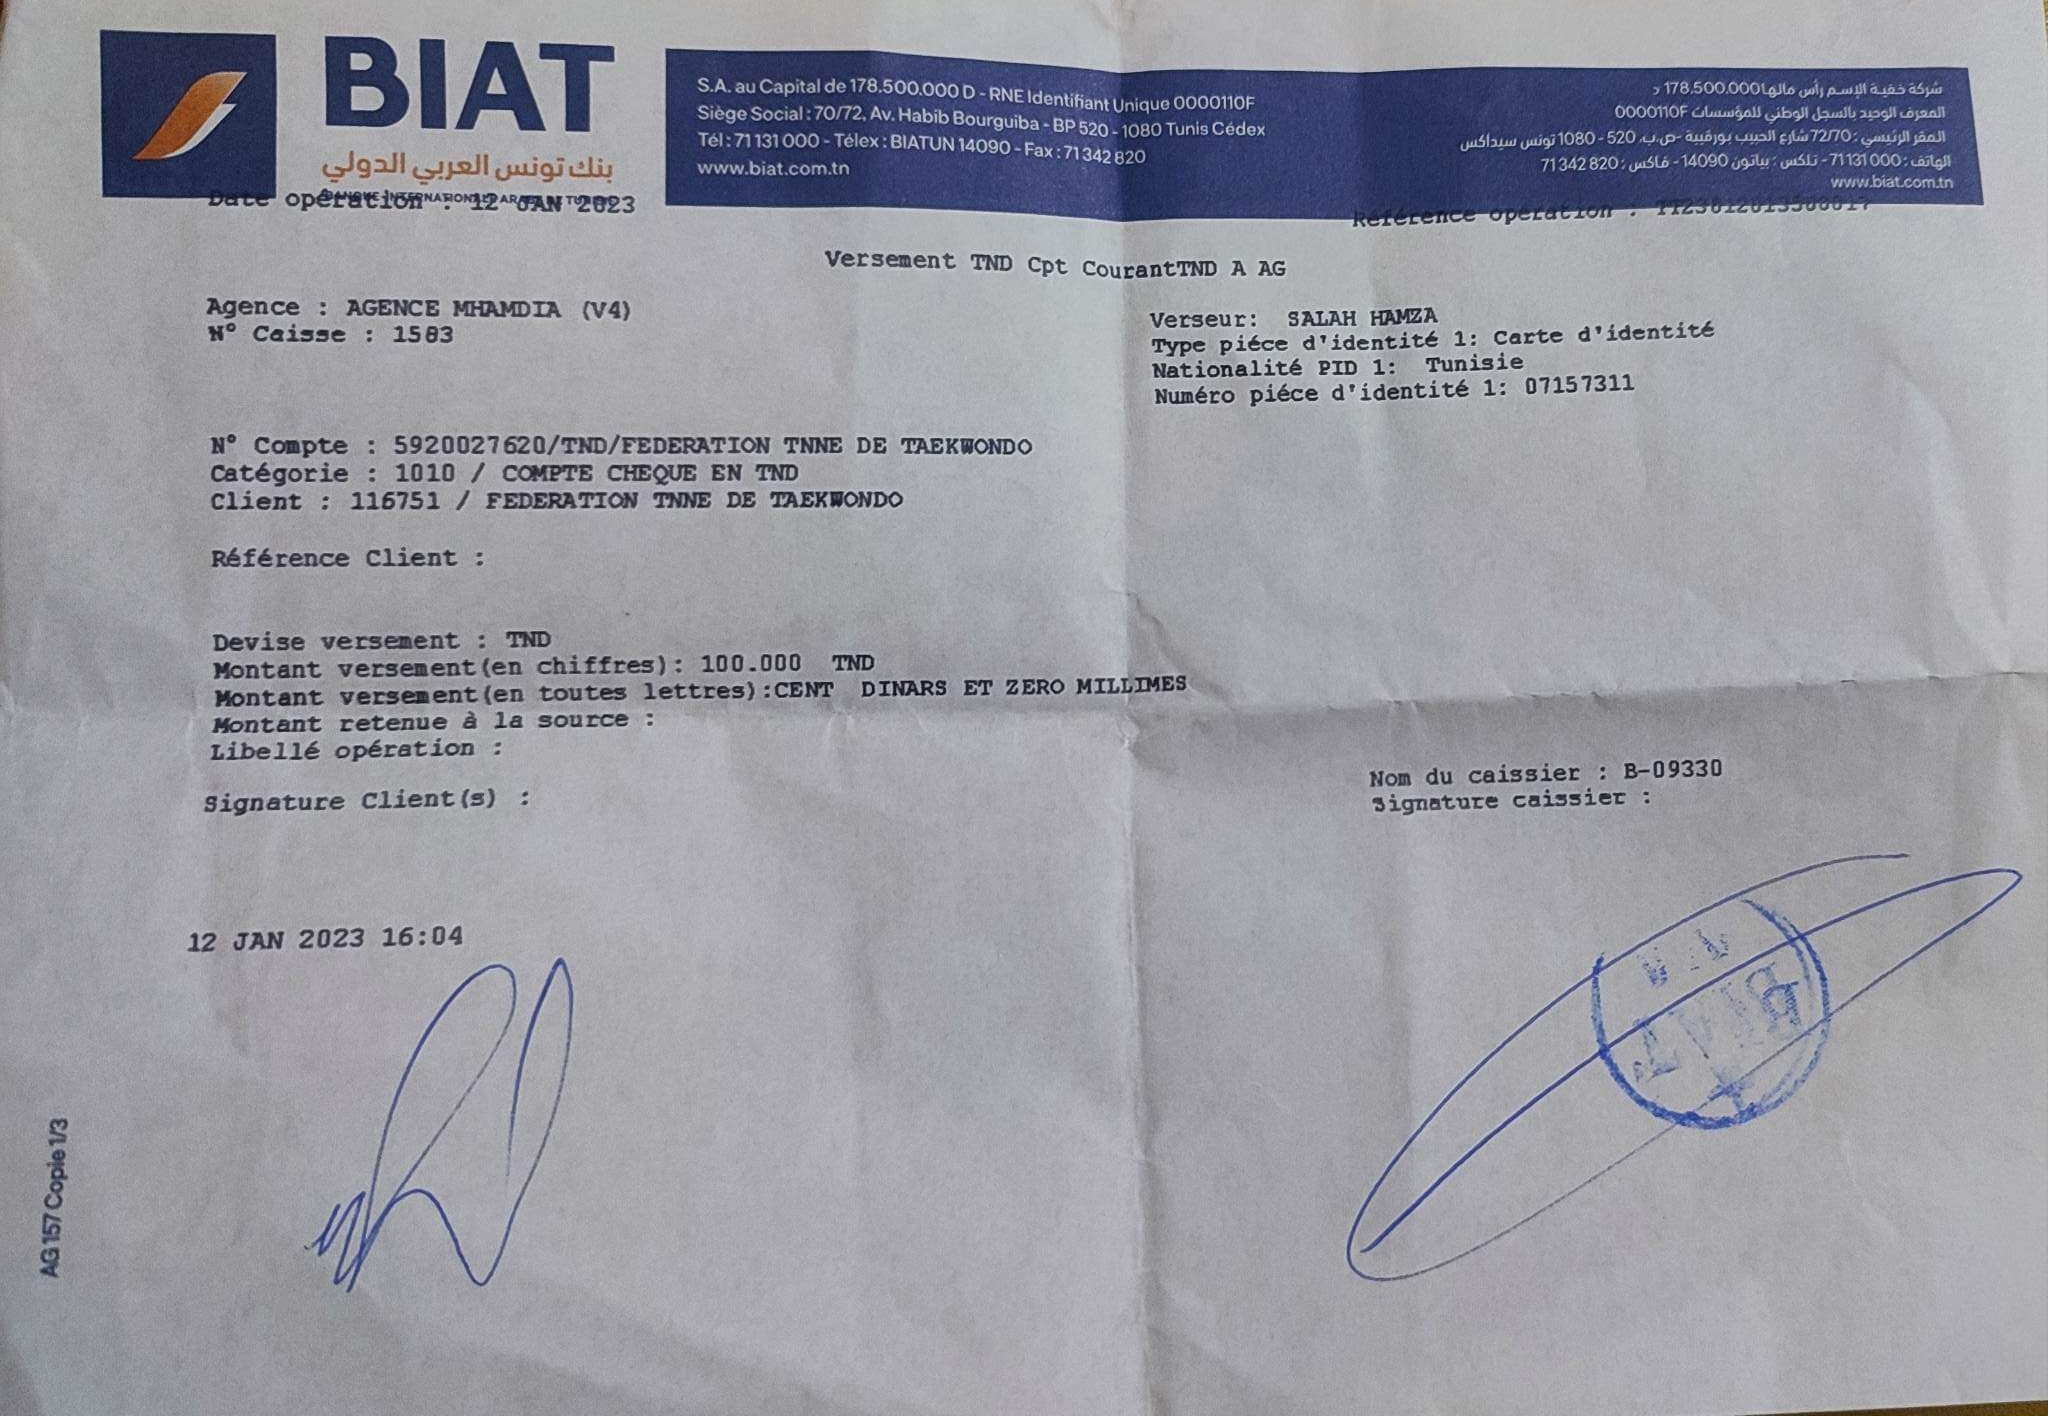 BIAT
بنك تونس العربي الدولي
S.A. au Capital de 178.500.000 D - RNE Identifiant Unique 0000110F
Siège Social : 70/72, Av. Habib Bourguiba - BP 520 - 1080 Tunis Cédex
Tél : 71 131 000 - Télex : BIATUN 14090 - Fax : 71 342 820
www.biat.com.tn
شركة خفية الإسم رأس مالها 178.500.000 د
المعرف الوحيد بالسجل الوطني للمؤسسات 0000110F
المقر الرئيسي : 72/70 شارع الحبيب بورقيبة -ص.ب. 520 - 1080 تونس سيداكس
الهاتف : 71131000 - تلكس : بياتون 14090 - فاكس : 71 342 820
www.biat.com.tn
Date opération : 12 JAN 2023
Référence opération :
Versement TND Cpt CourantTND A AG
Agence : AGENCE MHAMDIA (V4)
N° Caisse : 1583
Verseur: SALAH HAMZA
Type piéce d'identité 1: Carte d'identité
Nationalité PID 1: Tunisie
Numéro piéce d'identité 1: 07157311
N° Compte : 5920027620/TND/FEDERATION TNNE DE TAEKWONDO
Catégorie : 1010 / COMPTE CHEQUE EN TND
Client : 116751 / FEDERATION TNNE DE TAEKWONDO
Référence Client :
Devise versement : TND
Montant versement(en chiffres): 100.000 TND
Montant versement(en toutes lettres):CENT DINARS ET ZERO MILLIMES
Montant retenue à la source :
Libellé opération :
Signature Client(s) :
Nom du caissier : B-09330
Signature caissier :
12 JAN 2023 16:04
BIAT
AG 157 Copie 1/3